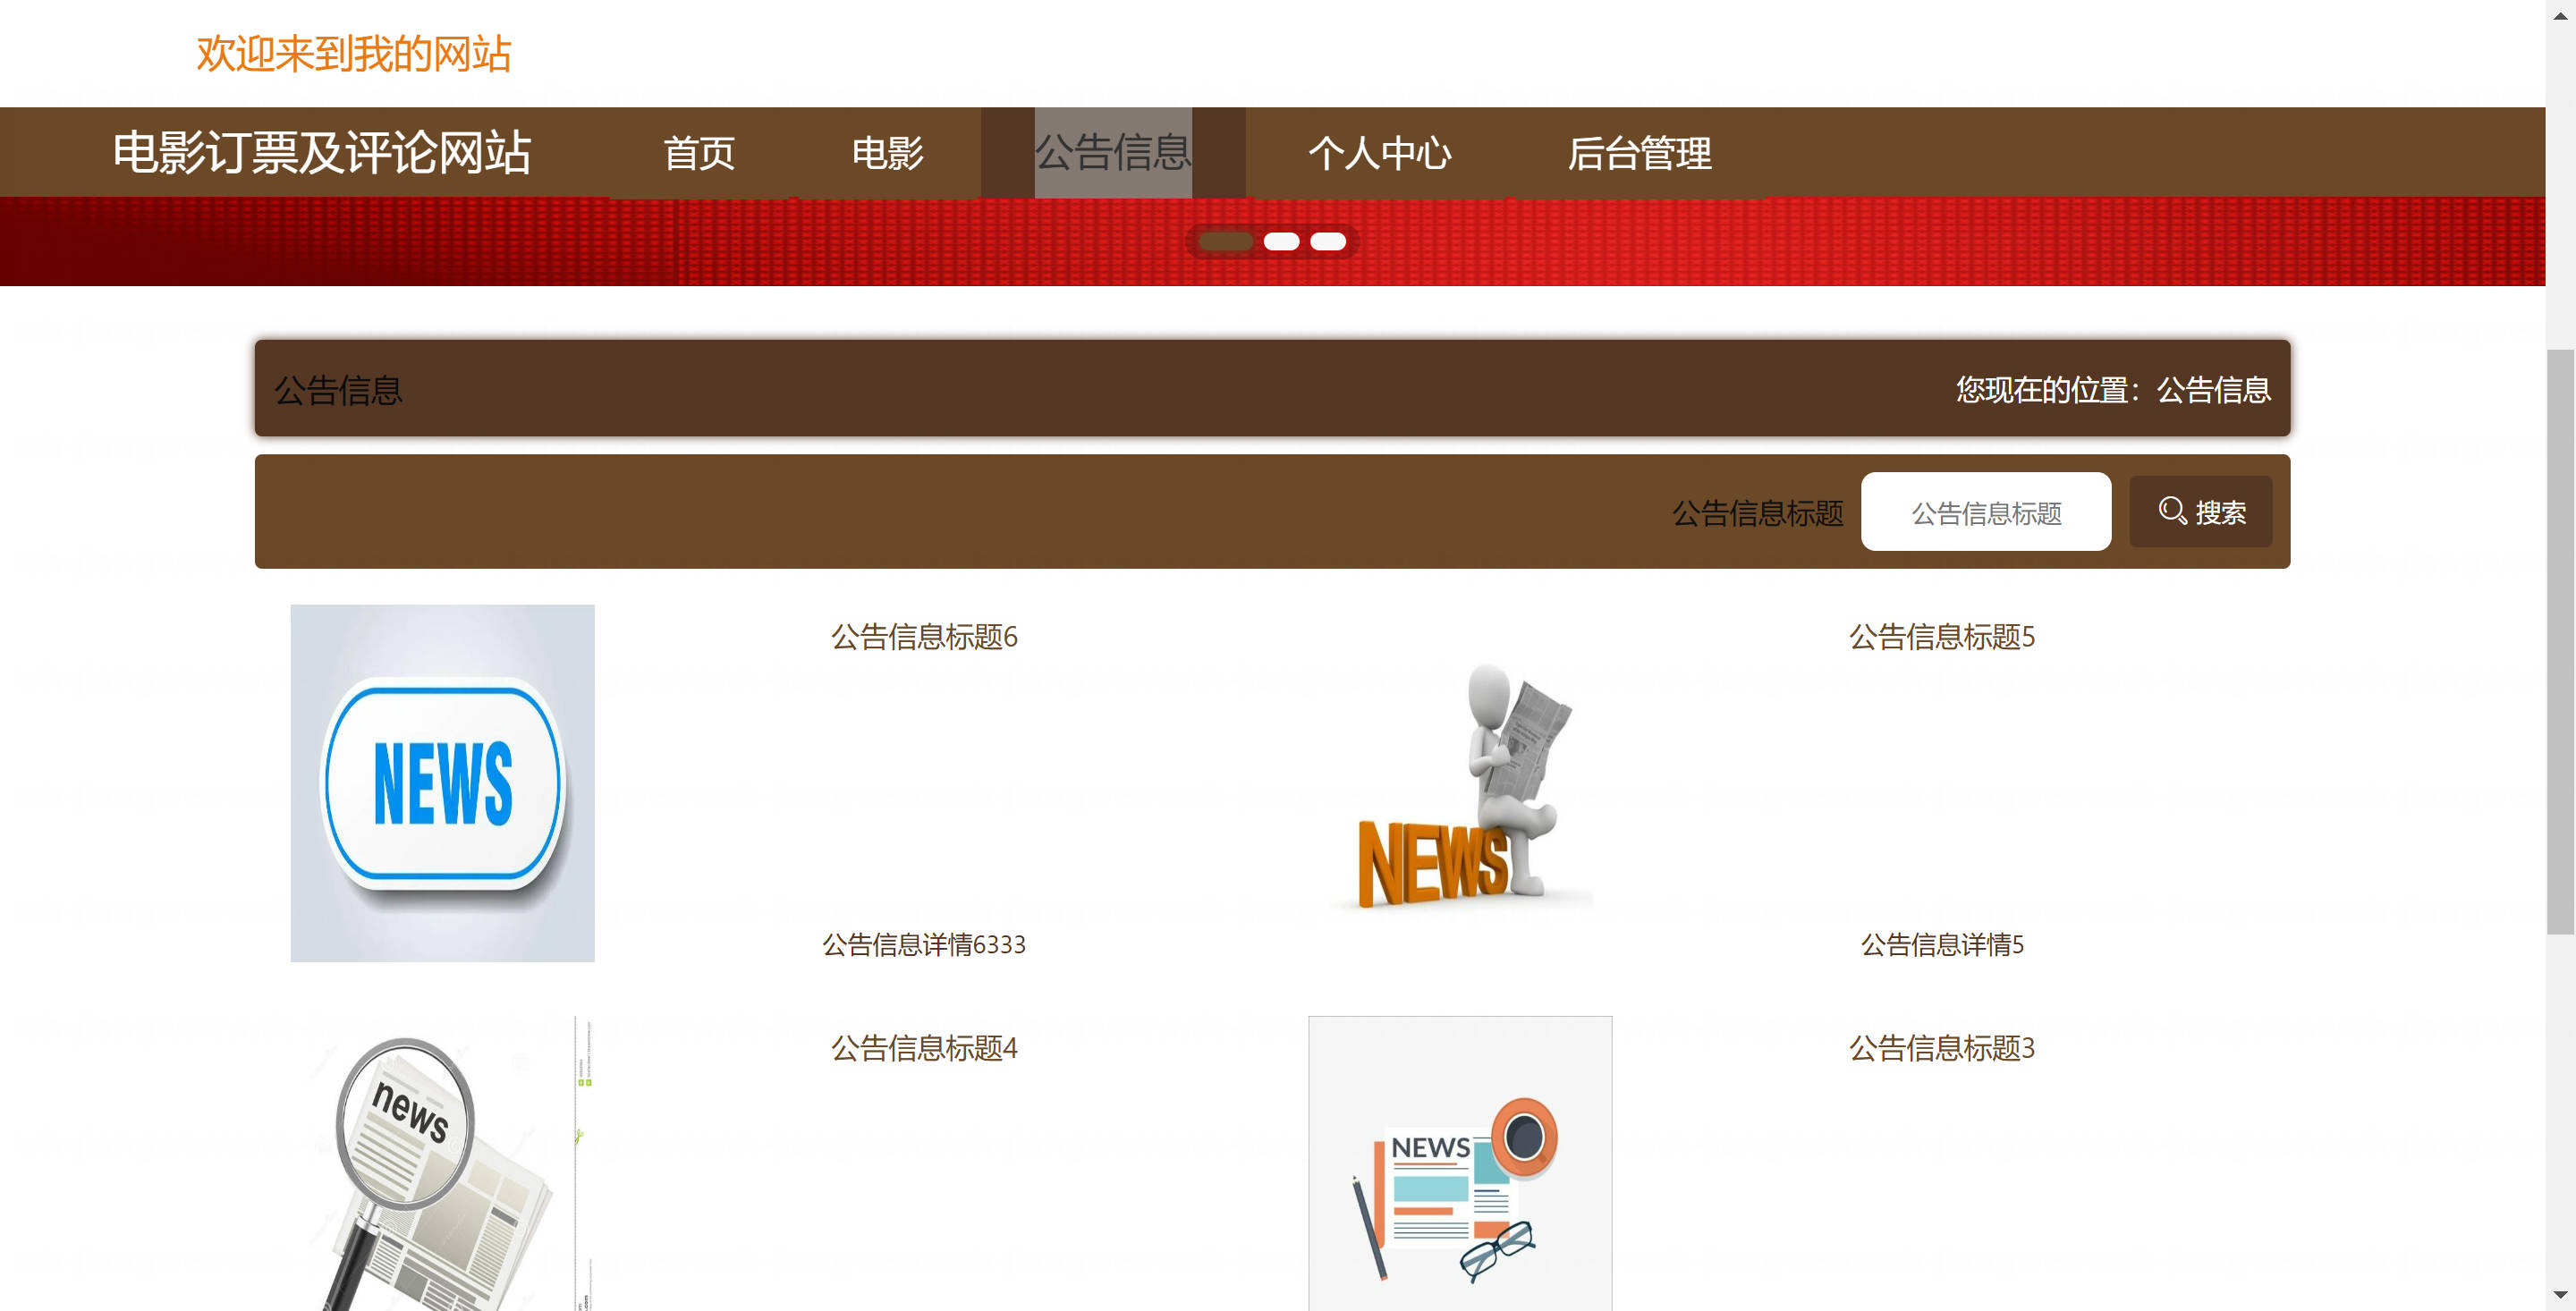 欢迎来到我的网站
电影订票及评论网站 首页 电影 公告信息 个人中心 后台管理
公告信息 您现在的位置：公告信息
公告信息标题 公告信息标题 搜索
NEWS
公告信息标题6
公告信息详情6333
NEWS
公告信息标题5
公告信息详情5
news
公告信息标题4
NEWS
公告信息标题3